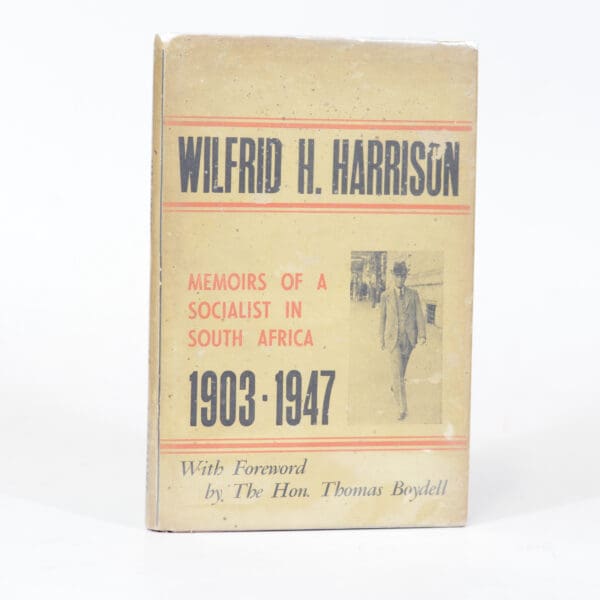 WILFRID H. HARRISON
MEMOIRS OF A
SOCIALIST IN
SOUTH AFRICA
1903·1947
With Foreword
by, The Hon. Thomas Boydell